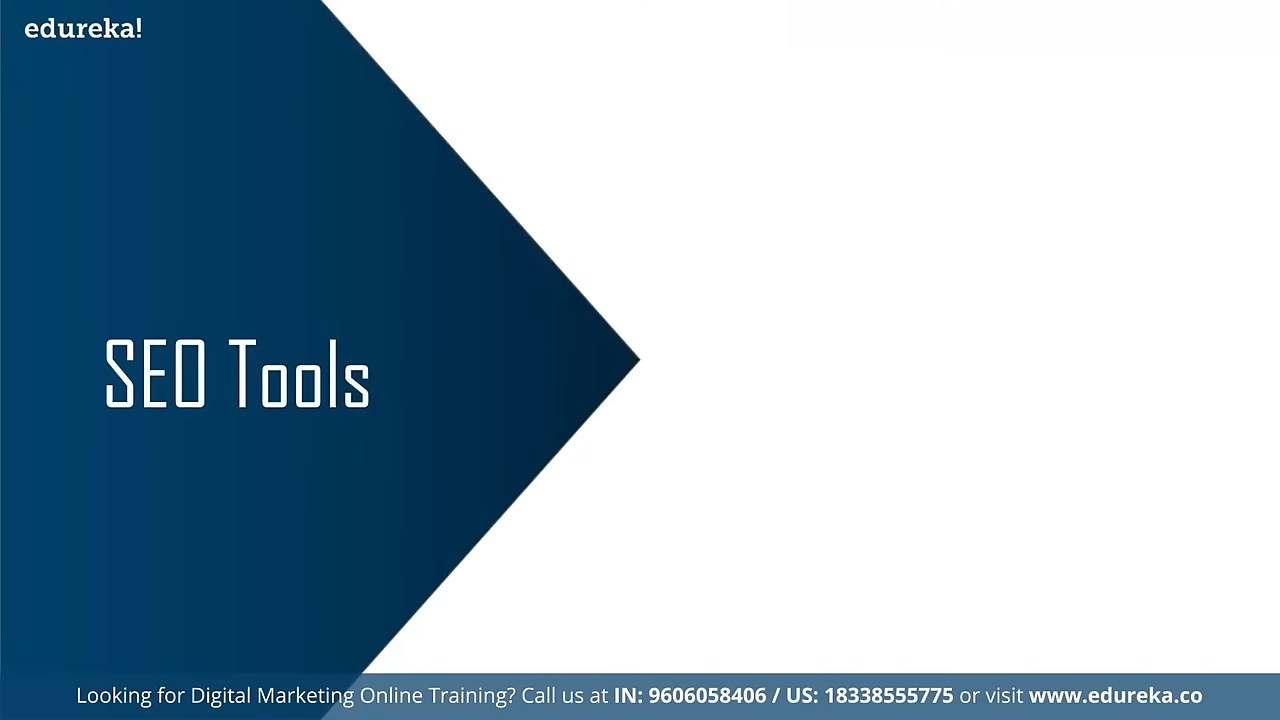 edureka!
SEO Tools
Looking for Digital Marketing Online Training? Call us at IN: 9606058406 / US: 18338555775 or visit www.edureka.co